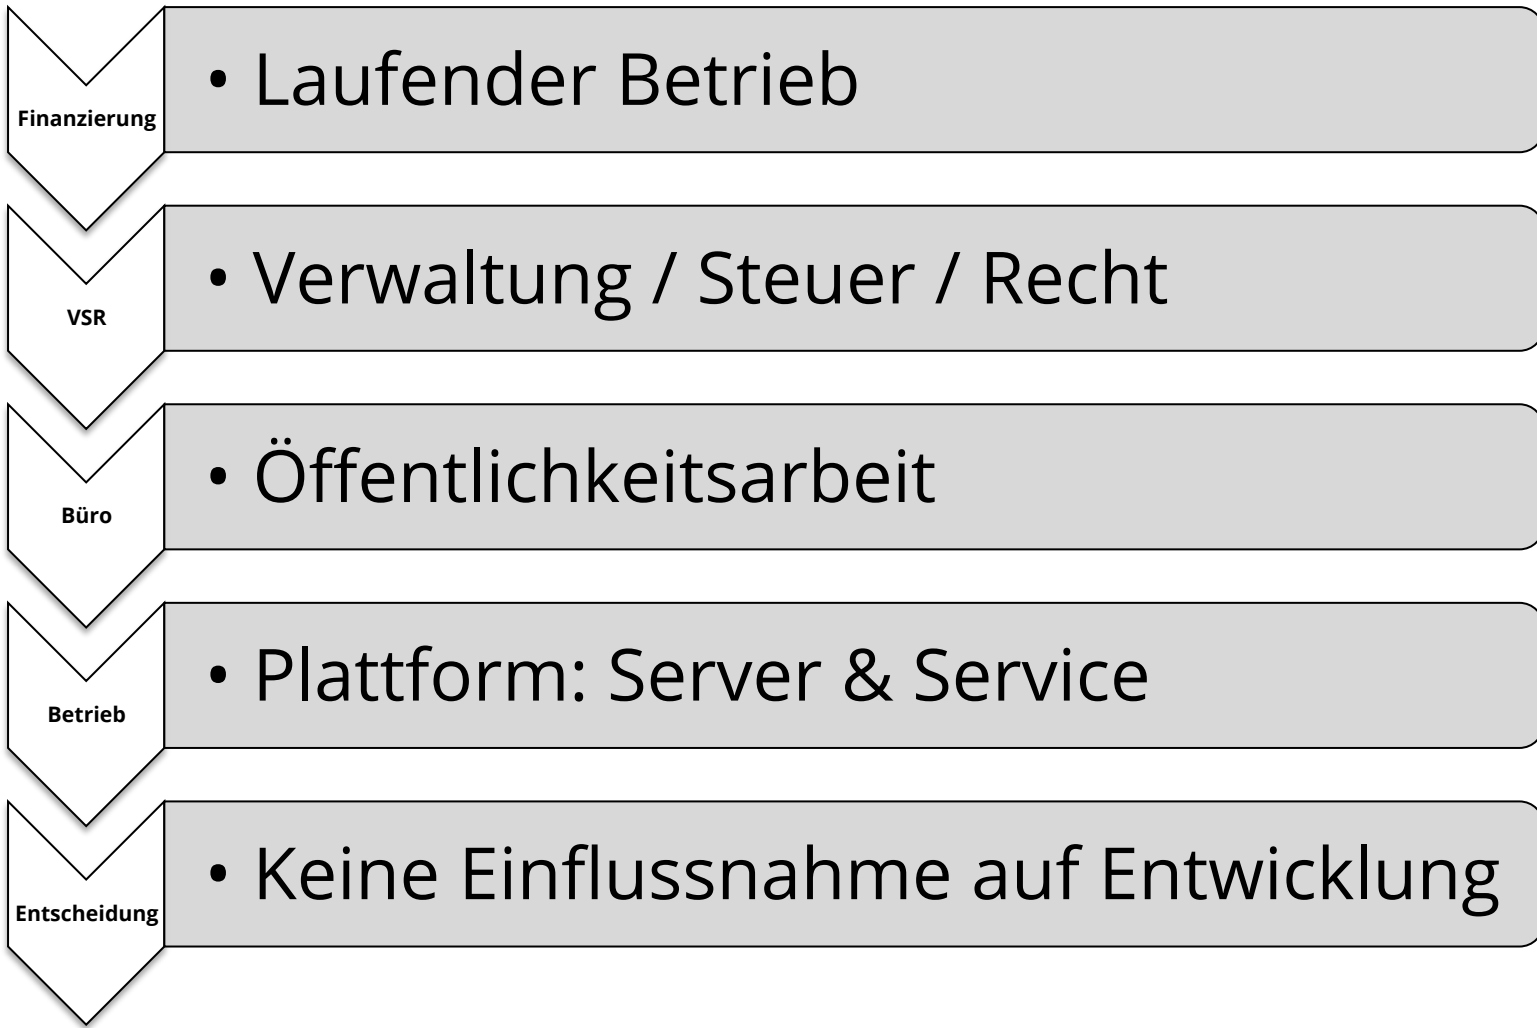 Finanzierung
• Laufender Betrieb
VSR
• Verwaltung / Steuer / Recht
Büro
• Öffentlichkeitsarbeit
Betrieb
• Plattform: Server & Service
Entscheidung
• Keine Einflussnahme auf Entwicklung